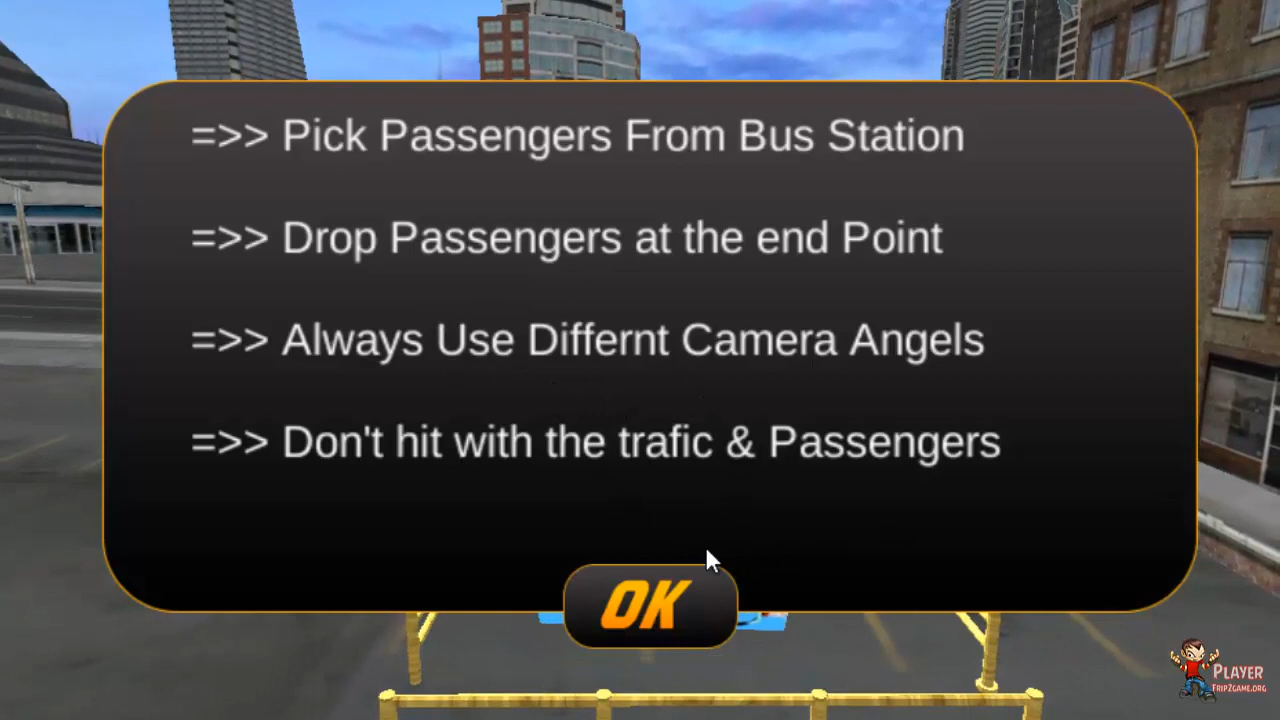 =>> Pick Passengers From Bus Station
=>> Drop Passengers at the end Point
=>> Always Use Differnt Camera Angels
=>> Don't hit with the trafic & Passengers
OK
PLAYER
FRIPZGAME.ORG